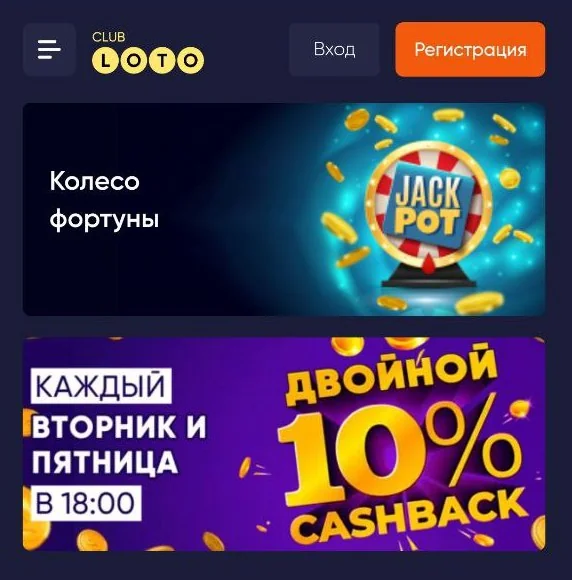 CLUB
LOTO
Вход
Регистрация
Колесо
фортуны
JACK
POT
КАЖДЫЙ
ВТОРНИК И
ПЯТНИЦА
В 18:00
ДВОЙНОЙ
10%
CASHBACK